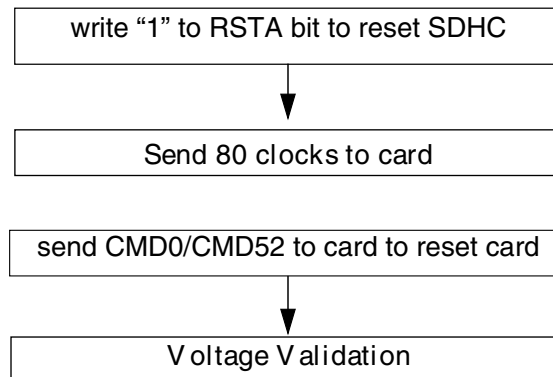 write “1” to RSTA bit to reset SDHC
Send 80 clocks to card
send CMD0/CMD52 to card to reset card
Voltage Validation